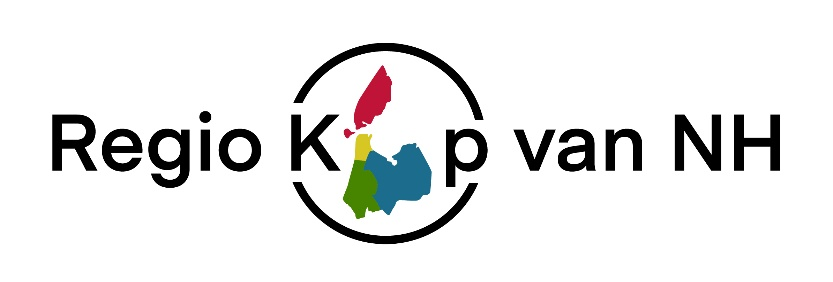 Regio Kop van NH